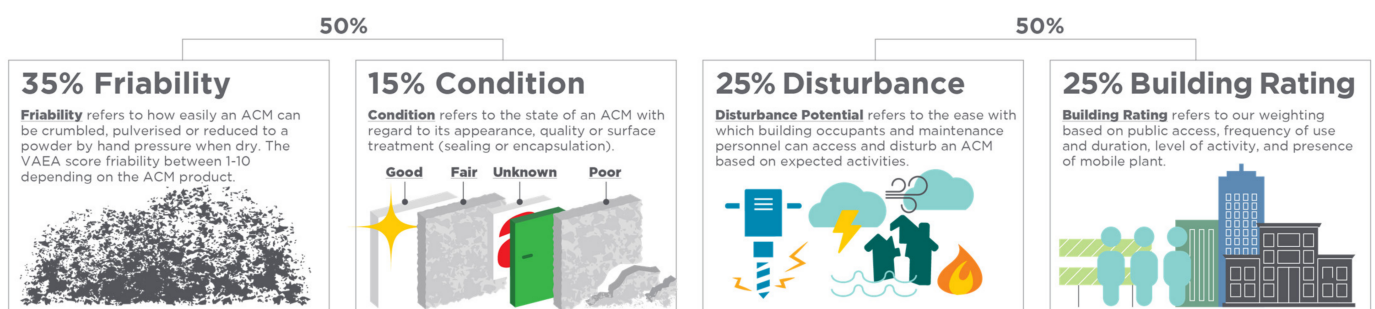 50%
50%
35% Friability
Friability refers to how easily an ACM can
be crumbled, pulverised or reduced to a
powder by hand pressure when dry. The
VAEA score friability between 1-10
depending on the ACM product.
15% Condition
Condition refers to the state of an ACM with
regard to its appearance, quality or surface
treatment (sealing or encapsulation).
Good Fair Unknown Poor
25% Disturbance
Disturbance Potential refers to the ease with
which building occupants and maintenance
personnel can access and disturb an ACM
based on expected activities.
25% Building Rating
Building Rating refers to our weighting
based on public access, frequency of use
and duration, level of activity, and presence
of mobile plant.